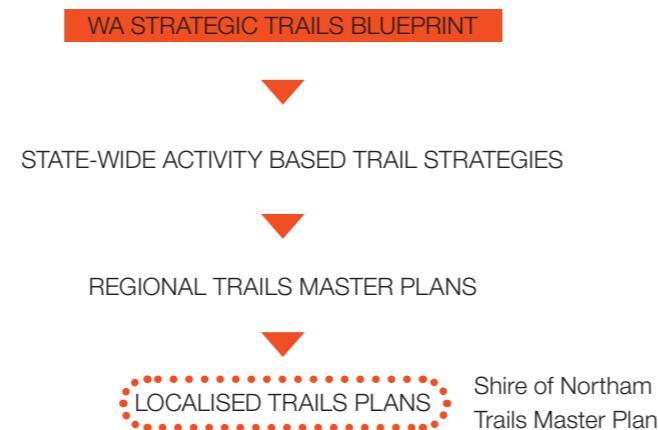 WA STRATEGIC TRAILS BLUEPRINT
STATE-WIDE ACTIVITY BASED TRAIL STRATEGIES
REGIONAL TRAILS MASTER PLANS
LOCALISED TRAILS PLANS
Shire of Northam
Trails Master Plan